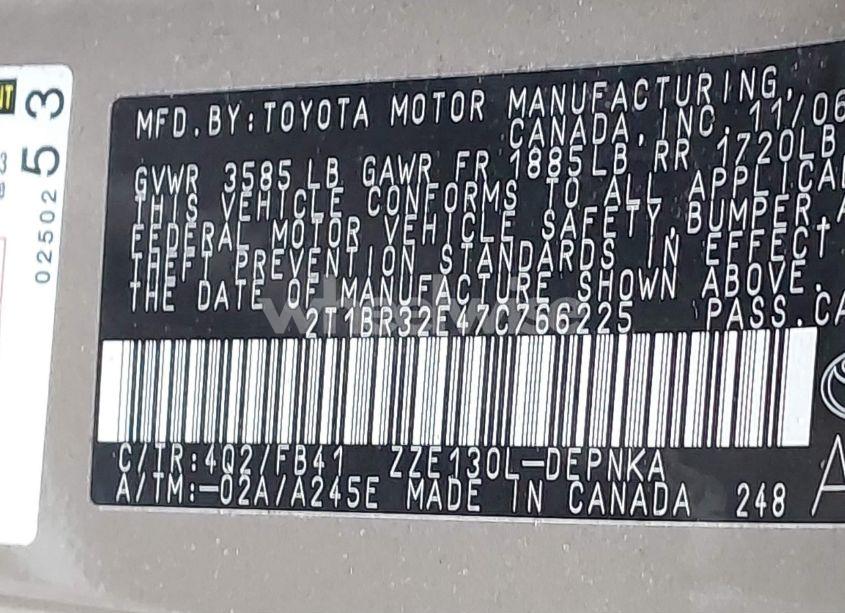 MFD.BY:TOYOTA MOTOR MANUFACTURING,
CANADA, INC. 11/06
GVWR 3585 LB GAWR FR 1885LB RR 1720LB
THIS VEHICLE CONFORMS TO ALL
FEDERAL MOTOR VEHICLE SAFETY, BUMPER,
THEFT PREVENTION STANDARDS IN EFFECT
THE DATE OF MANUFACTURE SHOWN ABOVE.
2T1BR32E47C766225 PASS.
C/TR:4Q2/FB41 ZZE130L-DEPNKA
A/TM:-02A/A245E MADE IN CANADA 248
02502
53